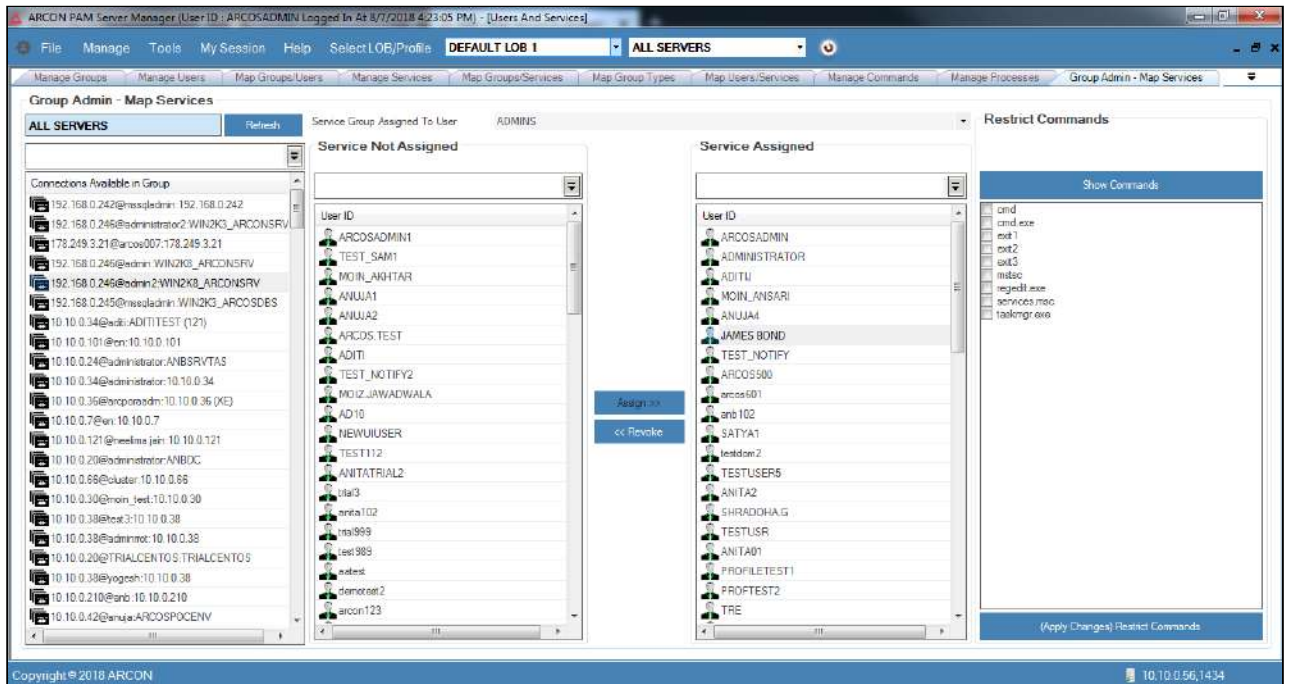 ARCON PAM Server Manager (User ID : ARCOSADMIN Logged In At 8/7/2018 4:23:05 PM) - [Users And Services]
File Manage Tools My Session Help Select LOB/Profile DEFAULT LOB 1 ALL SERVERS
Manage Groups Manage Users Map Groups/Users Manage Services Map Groups/Services Map Group Types Map Users/Services Manage Commands Manage Processes Group Admin - Map Services
Group Admin - Map Services
ALL SERVERS
Refresh
Service Group Assigned To User ADMINS
Connections Available in Group
192.168.0.242@mssqladmin:192.168.0.242
192.168.0.246@administrator2:WIN2K3_ARCONSRV
178.249.3.21@arcos007:178.249.3.21
192.168.0.246@admin:WIN2K8_ARCONSRV
192.168.0.246@admin2:WIN2K8_ARCONSRV
192.168.0.245@mssqladmin:WIN2K3_ARCOSDBS
10.10.0.34@aditi:ADITITEST (121)
10.10.0.101@en:10.10.0.101
10.10.0.24@administrator:ANBSRVTAS
10.10.0.34@administrator:10.10.0.34
10.10.0.36@arcporaadm:10.10.0.36 (XE)
10.10.0.7@en:10.10.0.7
10.10.0.121@neelima.jain:10.10.0.121
10.10.0.20@administrator:ANBDC
10.10.0.66@cluster:10.10.0.66
10.10.0.30@moin_test:10.10.0.30
10.10.0.38@test3:10.10.0.38
10.10.0.38@adminrot:10.10.0.38
10.10.0.20@TRIALCENTOS:TRIALCENTOS
10.10.0.38@yogesh:10.10.0.38
10.10.0.210@anb:10.10.0.210
10.10.0.42@anuja:ARCOSPOCENV
Service Not Assigned
User ID
ARCOSADMIN1
TEST_SAM1
MOIN_AKHTAR
ANUJA1
ANUJA2
ARCOS.TEST
ADITI
TEST_NOTIFY2
MOIZ.JAWADWALA
AD10
NEWUIUSER
TEST112
ANITATRIAL2
trial3
anita102
trial999
test989
aatest
demotest2
arcon123
Assign >>
<< Revoke
Service Assigned
User ID
ARCOSADMIN
ADMINISTRATOR
ADITIJ
MOIN_ANSARI
ANUJA4
JAMES BOND
TEST_NOTIFY
ARCOS500
arcos601
anb102
SATYA1
testdom2
TESTUSER5
ANITA2
SHRADDHA.G
TESTUSR
ANITA01
PROFILETEST1
PROFTEST2
TRE
Restrict Commands
Show Commands
cmd
cmd.exe
exit1
exit2
exit3
mstsc
regedit.exe
services.msc
taskmgr.exe
(Apply Changes) Restrict Commands
Copyright © 2018 ARCON
10.10.0.56,1434